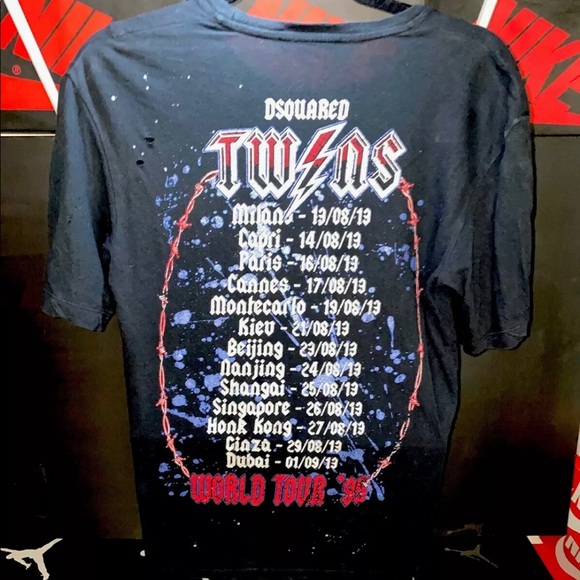 NIKE
NIKE
DSQUARED
TWINS
Milano - 13/08/13
Capri - 14/08/13
Paris - 16/08/13
Cannes - 17/08/13
Montecarlo - 19/08/13
Kiev - 21/08/13
Beijing - 23/08/13
Nanjing - 24/08/13
Shangai - 25/08/13
Singapore - 26/08/13
Honk Kong - 27/08/13
Ginza - 29/08/13
Dubai - 01/09/13
WORLD TOUR '95